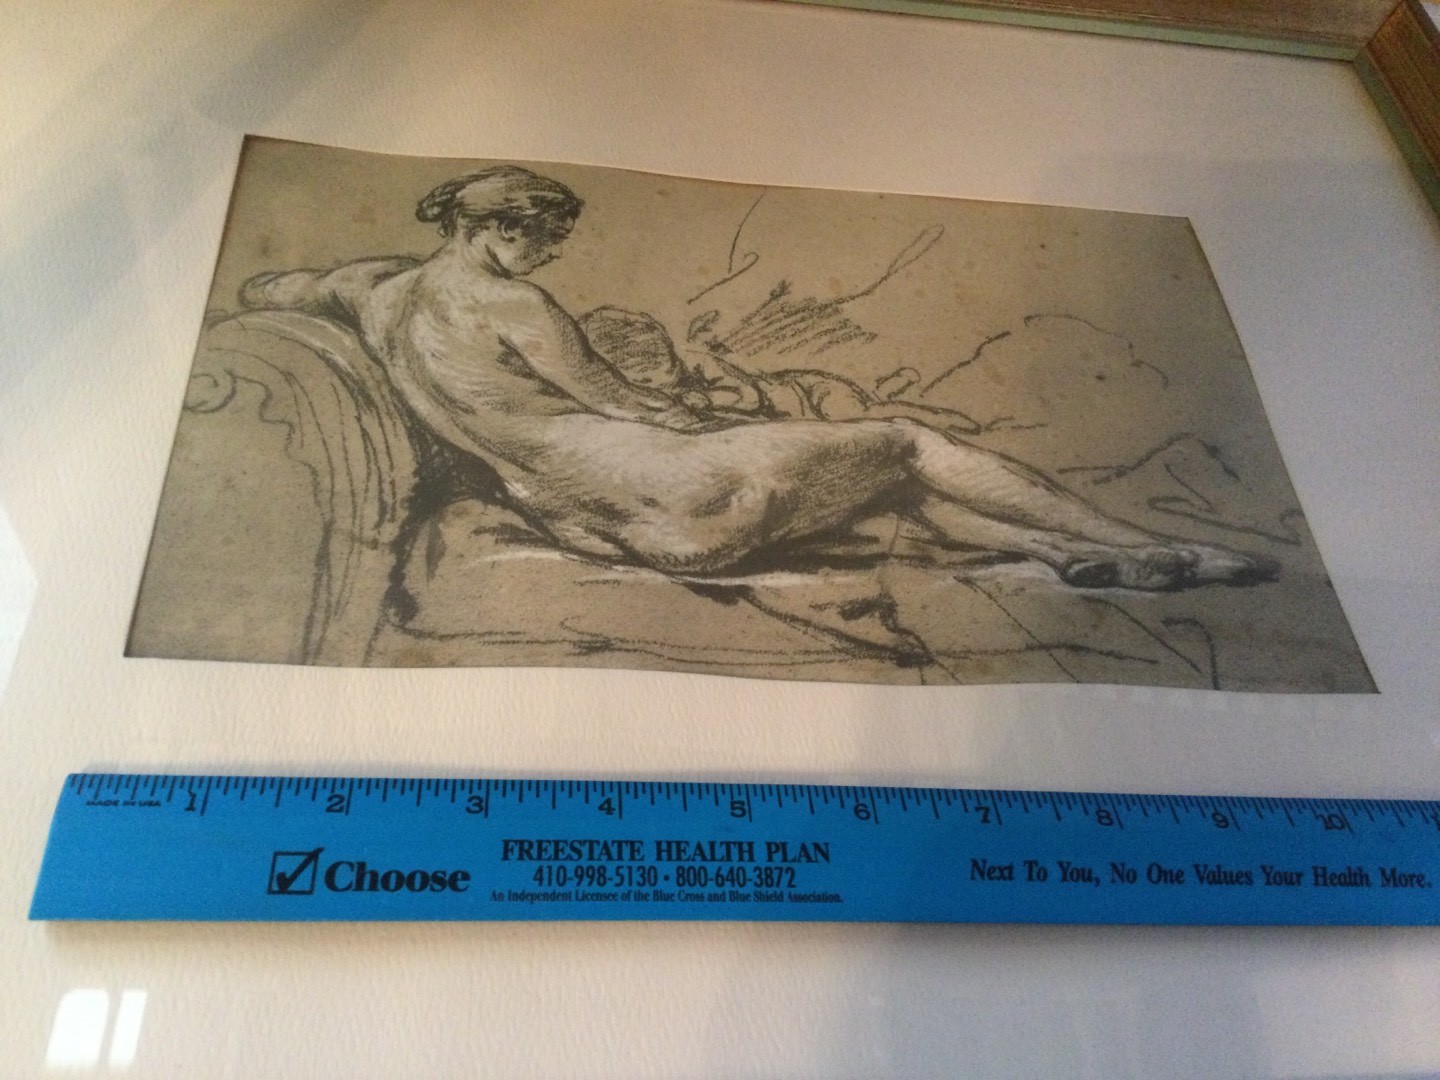 1 2 3 4 5 6 7 8 9 10
MADE IN USA
FREESTATE HEALTH PLAN
Choose
410-998-5130 • 800-640-3872
Next To You, No One Values Your Health More.
An Independent Licensee of the Blue Cross and Blue Shield Association.